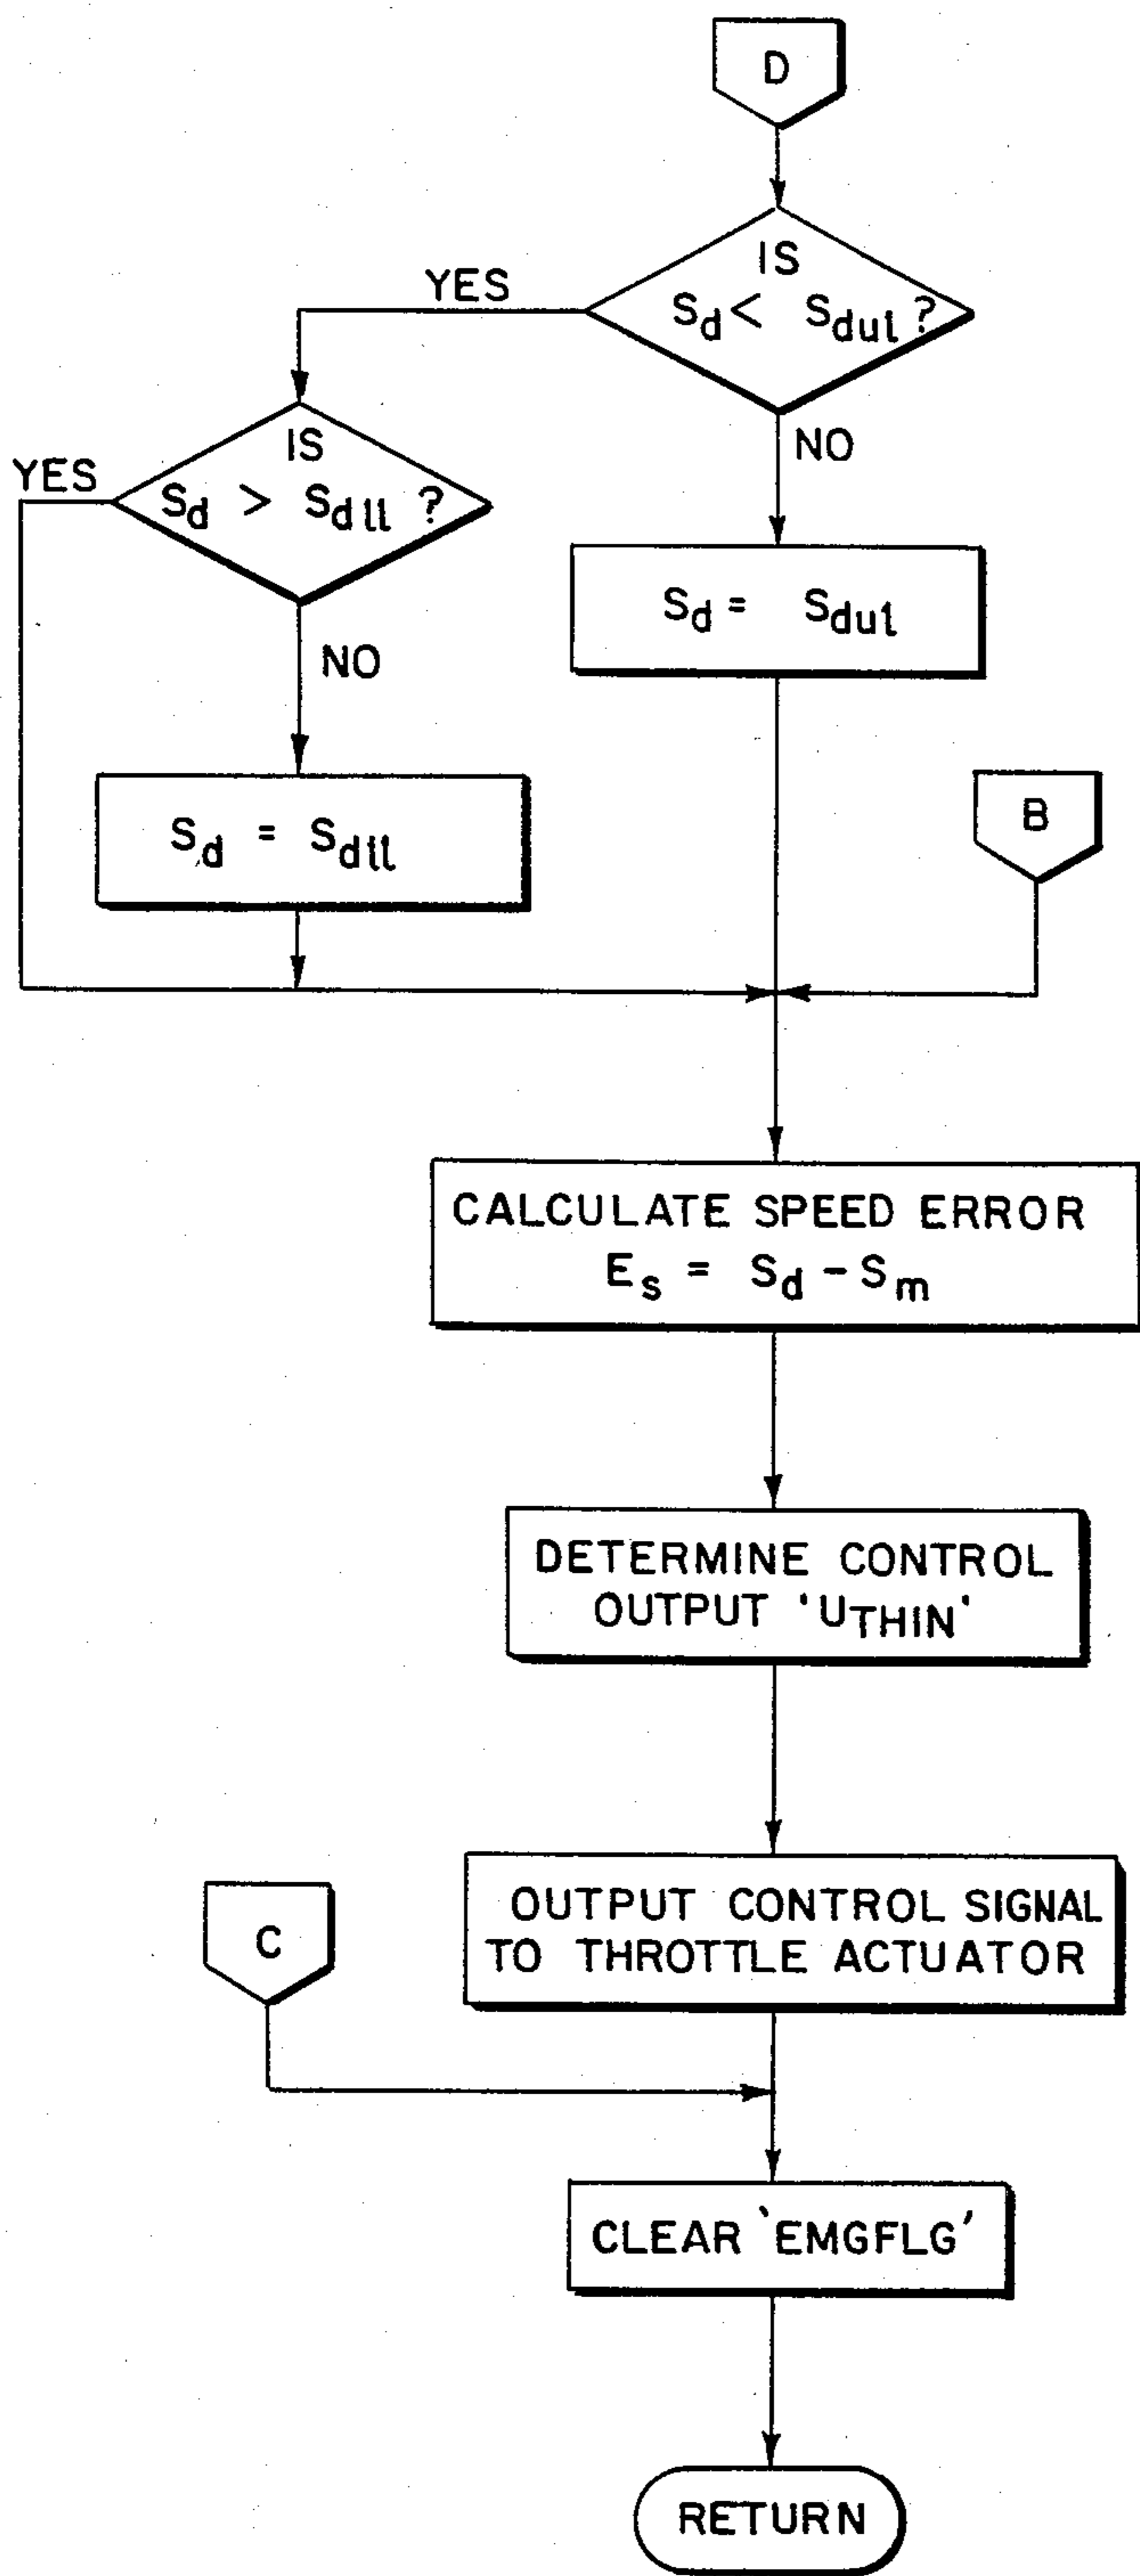 D
IS
YES
Sd < Sdul ?
IS
NO
YES
Sd > Sdll ?
Sd = Sdul
NO
B
Sd = Sdll
CALCULATE SPEED ERROR
Es = Sd - Sm
DETERMINE CONTROL
OUTPUT 'UTHIN'
OUTPUT CONTROL SIGNAL
TO THROTTLE ACTUATOR
C
CLEAR 'EMGFLG'
RETURN